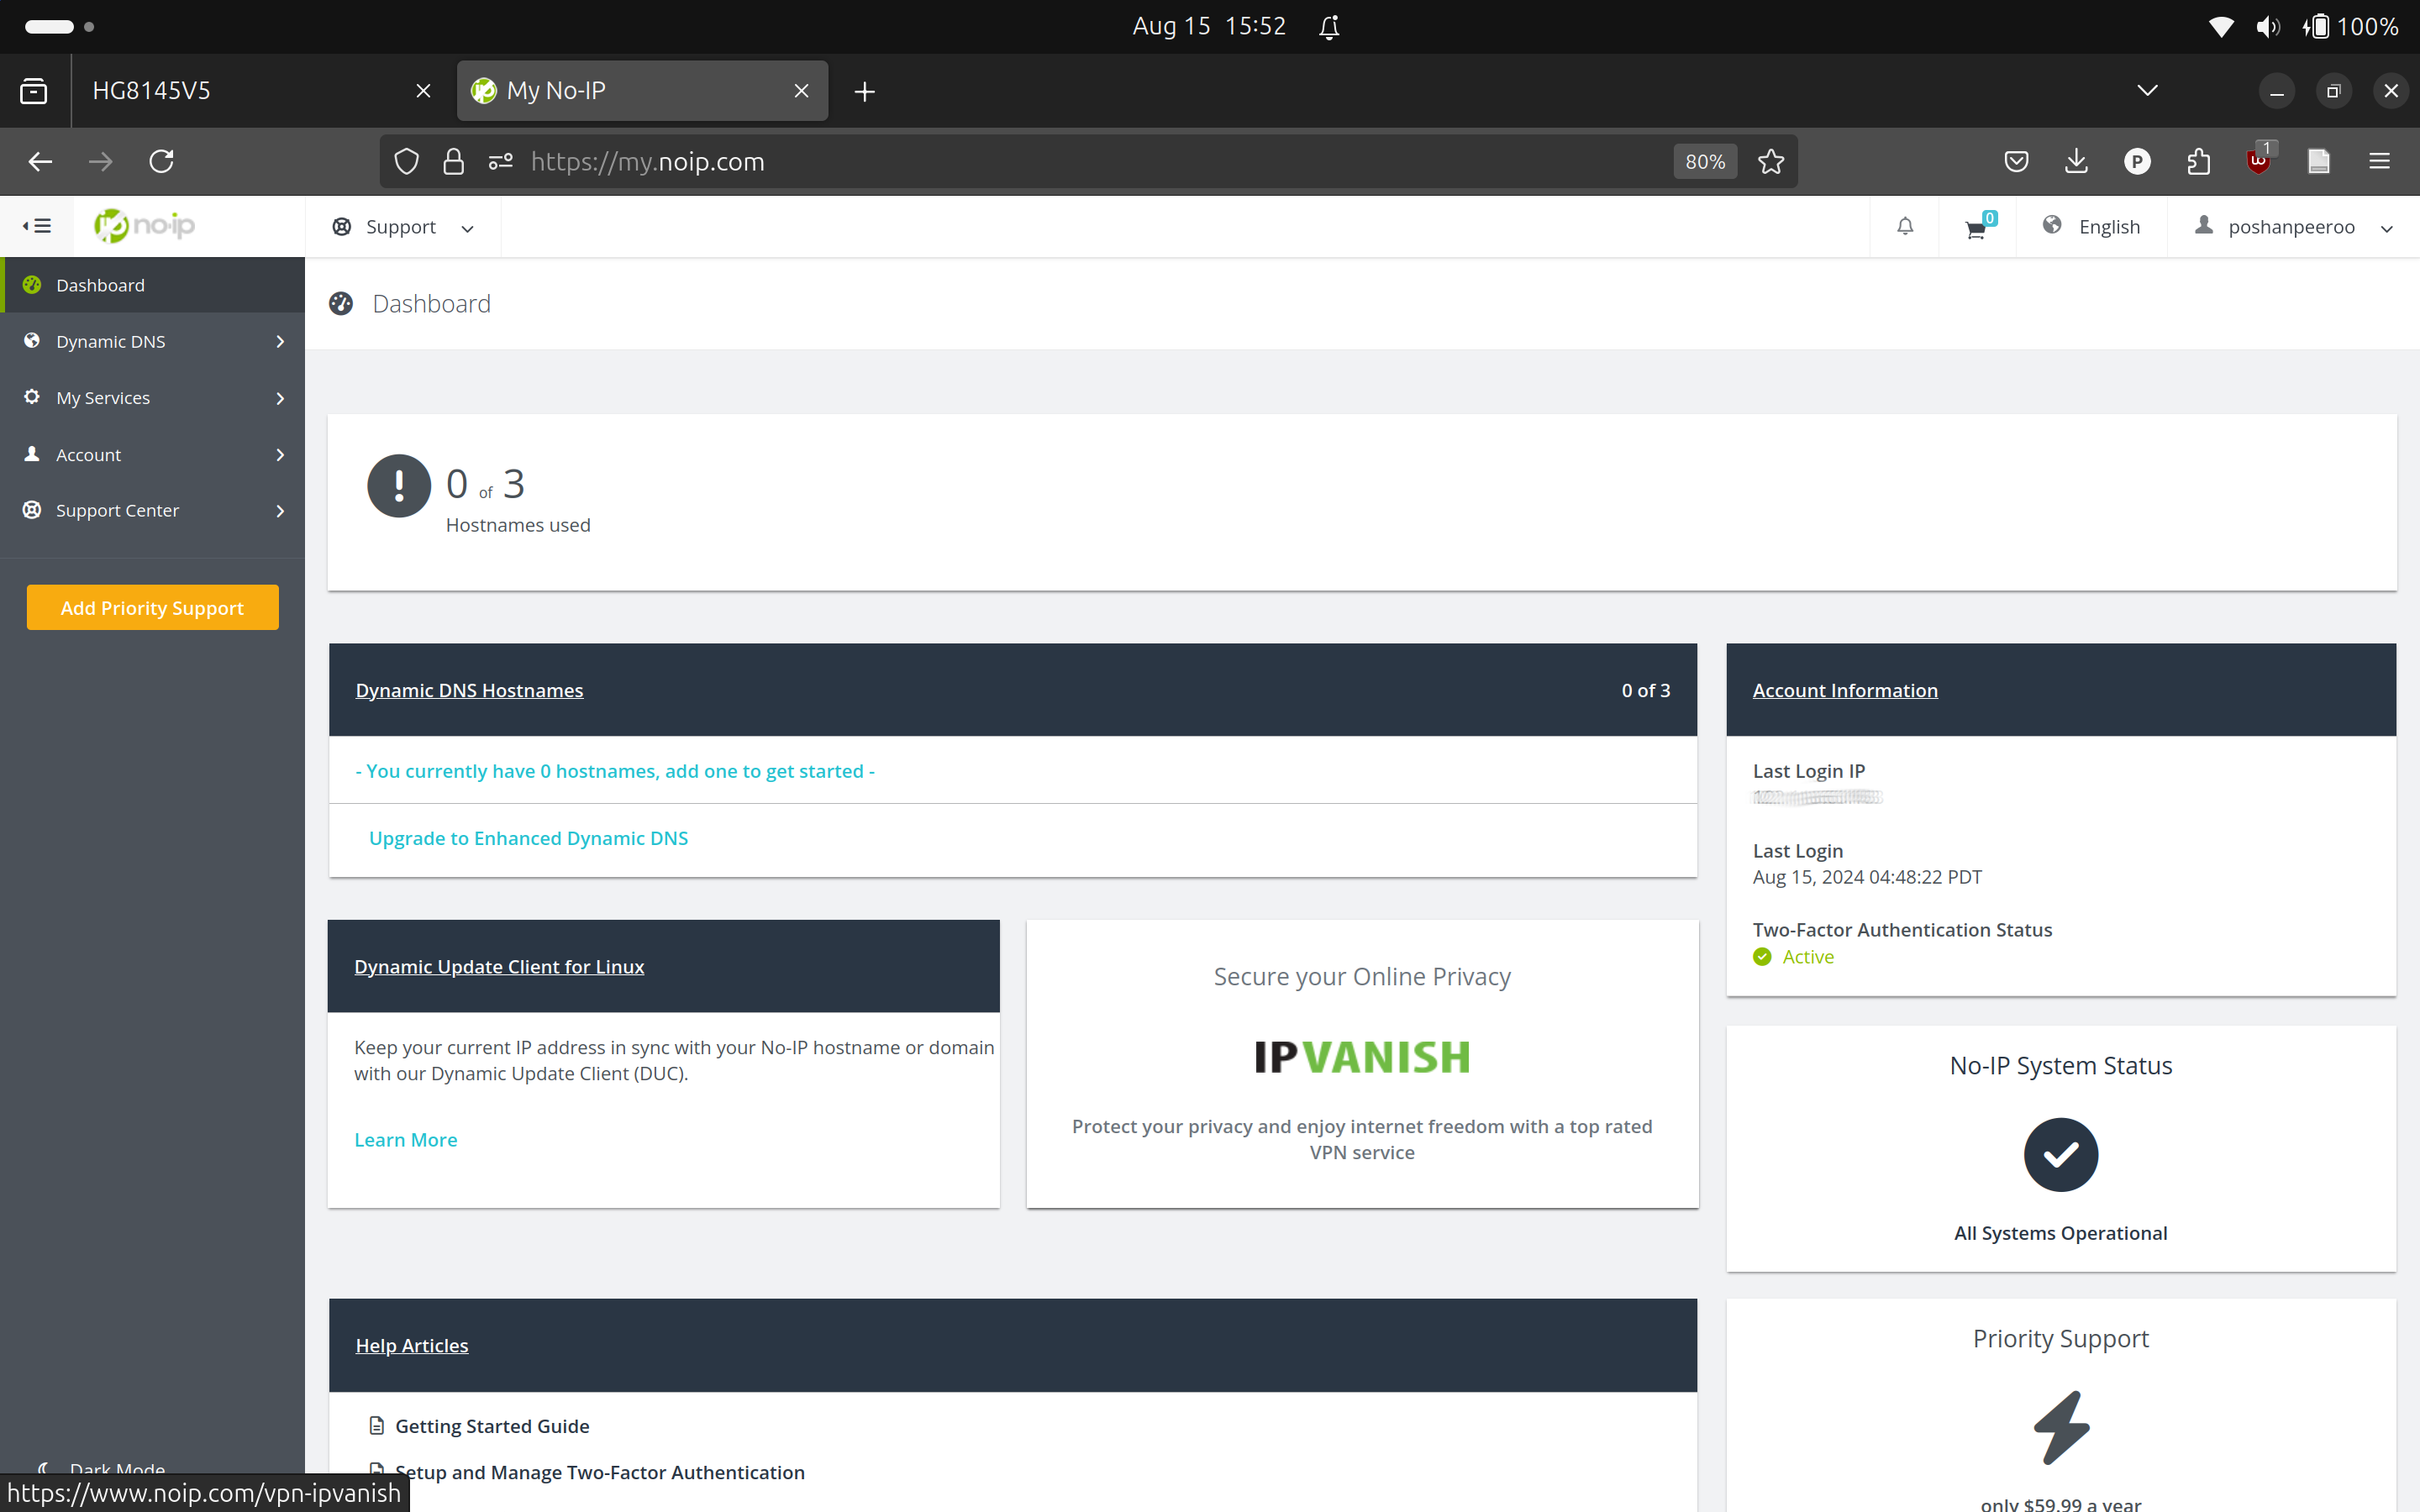 Aug 15 15:52
100%
HG8145V5
My No-IP
https://my.noip.com
80%
1
no-ip
Support
0
English
poshanpeeroo
Dashboard
Dynamic DNS
My Services
Account
Support Center
Add Priority Support
Dashboard
0 of 3
Hostnames used
Dynamic DNS Hostnames
0 of 3
- You currently have 0 hostnames, add one to get started -
Upgrade to Enhanced Dynamic DNS
Account Information
Last Login IP
Last Login
Aug 15, 2024 04:48:22 PDT
Two-Factor Authentication Status
Active
Dynamic Update Client for Linux
Keep your current IP address in sync with your No-IP hostname or domain
with our Dynamic Update Client (DUC).
Learn More
Secure your Online Privacy
IPVANISH
Protect your privacy and enjoy internet freedom with a top rated
VPN service
No-IP System Status
All Systems Operational
Help Articles
Getting Started Guide
Setup and Manage Two-Factor Authentication
Priority Support
only $59.99 a year
Dark Mode
https://www.noip.com/vpn-ipvanish